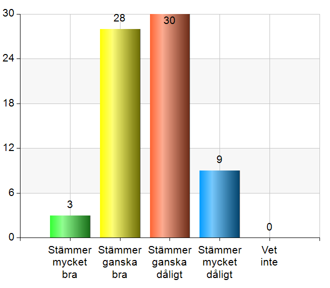 30
24
18
12
6
0
3
28
30
9
0
Stämmer mycket bra
Stämmer ganska bra
Stämmer ganska dåligt
Stämmer mycket dåligt
Vet inte